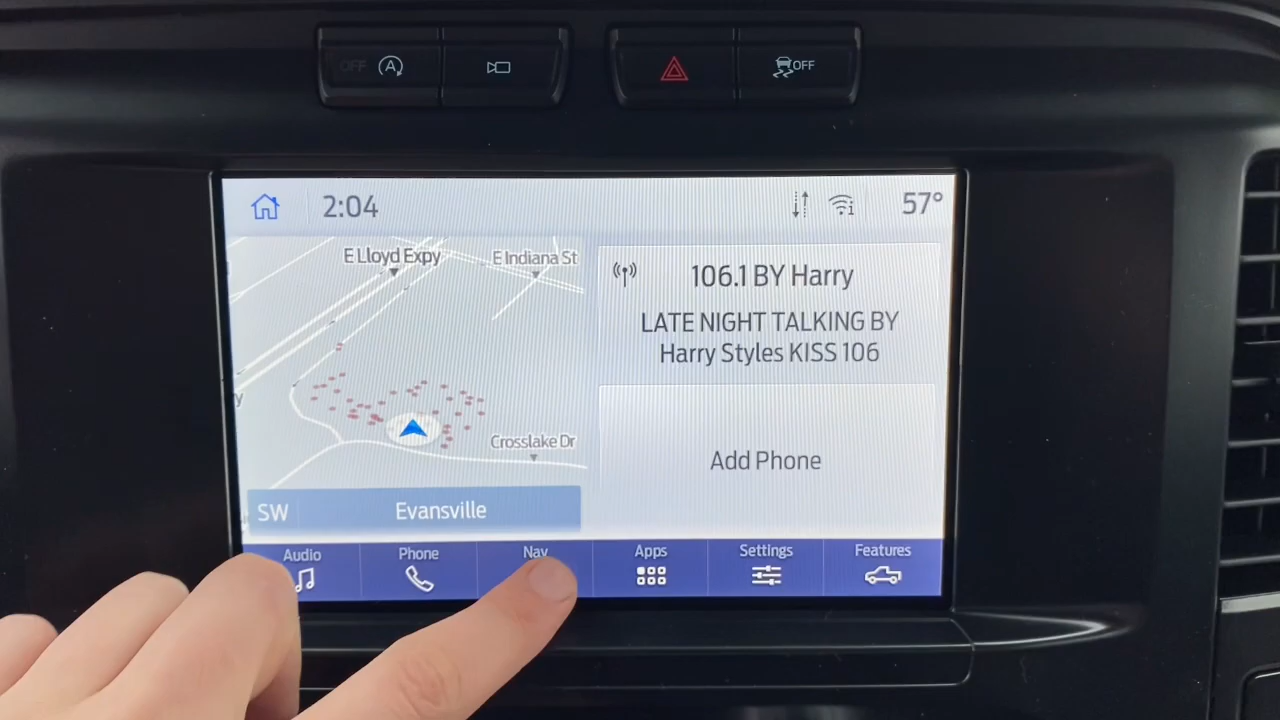 OFF A
OFF
2:04
57°
E Lloyd Expy
E Indiana St
Crosslake Dr
SW Evansville
106.1 BY Harry
LATE NIGHT TALKING BY
Harry Styles KISS 106
Add Phone
Audio Phone Nav Apps Settings Features